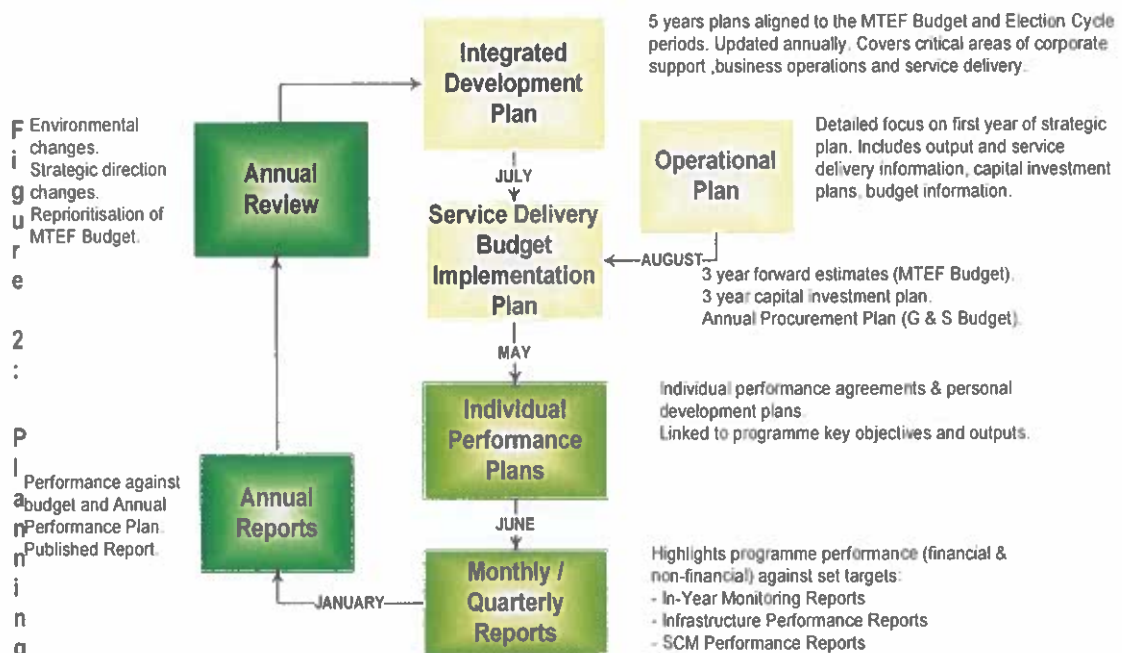 5 years plans aligned to the MTEF Budget and Election Cycle
periods. Updated annually. Covers critical areas of corporate
support ,business operations and service delivery.
Integrated
Development
Plan
Figure 2: Planning
Environmental
changes.
Strategic direction
changes.
Reprioritisation of
MTEF Budget.
Annual
Review
JULY
Operational
Plan
Detailed focus on first year of strategic
plan. Includes output and service
delivery information, capital investment
plans, budget information.
Service Delivery
Budget
Implementation
Plan
AUGUST
3 year forward estimates (MTEF Budget).
3 year capital investment plan.
Annual Procurement Plan (G & S Budget).
MAY
Individual
Performance
Plans
Individual performance agreements & personal
development plans.
Linked to programme key objectives and outputs.
Performance against
budget and Annual
Performance Plan.
Published Report.
Annual
Reports
JUNE
Monthly /
Quarterly
Reports
JANUARY
Highlights programme performance (financial &
non-financial) against set targets:
- In-Year Monitoring Reports
- Infrastructure Performance Reports
- SCM Performance Reports